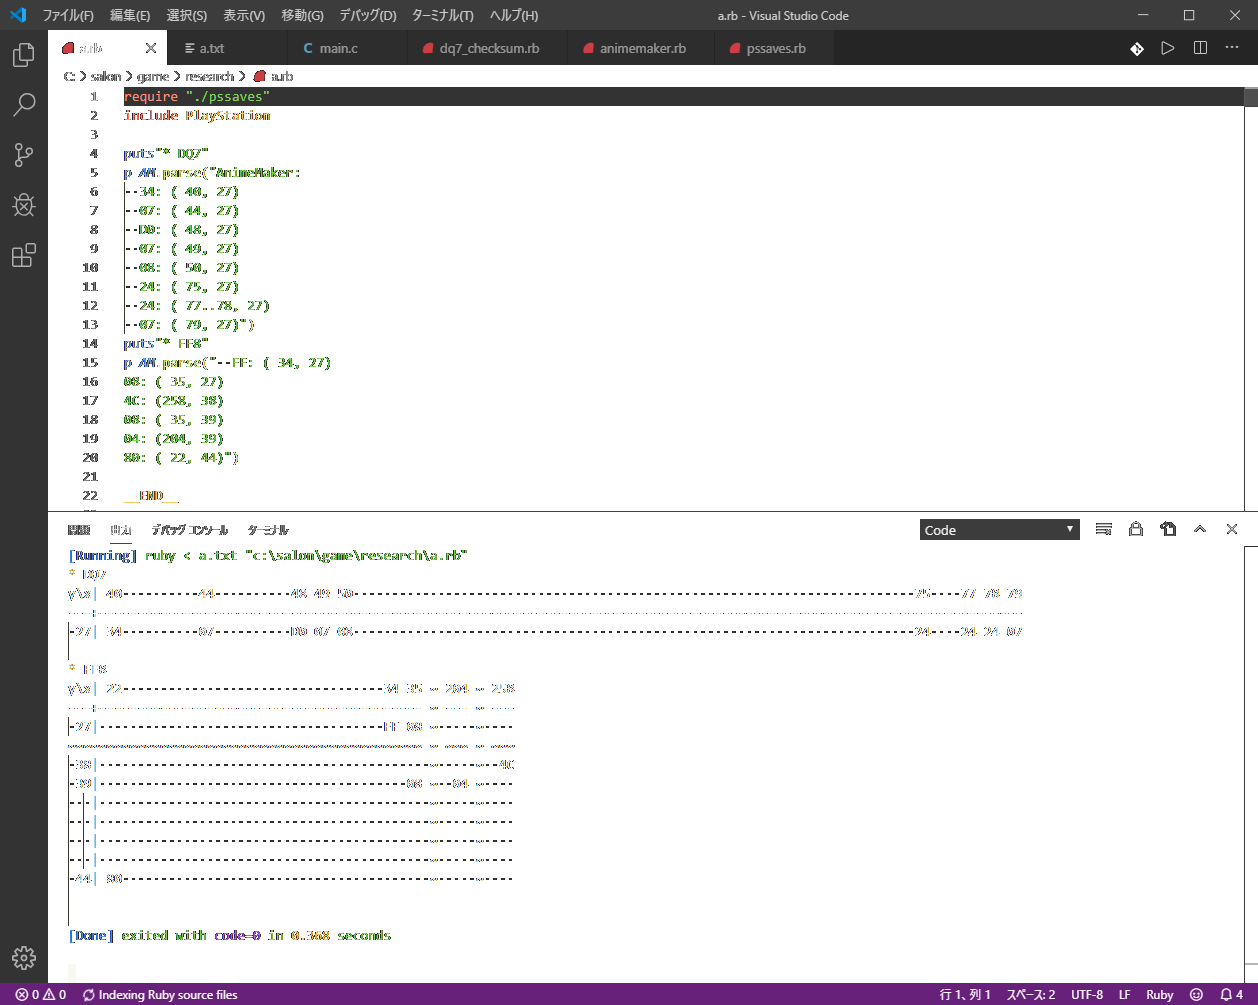 ファイル(F) 編集(E) 選択(S) 表示(V) 移動(G) デバッグ(D) ターミナル(T) ヘルプ(H) a.rb - Visual Studio Code
a.rb a.txt C main.c dq7_checksum.rb animemaker.rb pssaves.rb
C: > salon > game > research > a.rb
1 require "./pssaves"
2 include PlayStation
3
4 puts"* DQ7"
5 p AM.parse("AnimeMaker:
6 --34: ( 40, 27)
7 --07: ( 44, 27)
8 --D0: ( 48, 27)
9 --07: ( 49, 27)
10 --08: ( 50, 27)
11 --24: ( 75, 27)
12 --24: ( 77..78, 27)
13 --07: ( 79, 27)")
14 puts"* FF8"
15 p AM.parse("--FF: ( 34, 27)
16 08: ( 35, 27)
17 4C: (258, 38)
18 08: ( 35, 39)
19 04: (204, 39)
20 80: ( 22, 44)")
21
22 __END__
問題 出力 デバッグ コンソール ターミナル Code
[Running] ruby < a.txt "c:\salon\game\research\a.rb"
* DQ7
y\x| 40 44 48 49 50 75 77 78 79
-27| 34 07 D0 07 08 24 24 24 07
* FF8
y\x| 22 34 35 ~ 204 ~ 258
-27| FF 08 ~ ~
-38| ~ ~ 4C
-39| 08 ~ 04 ~
-44| 80 ~ ~
[Done] exited with code=0 in 0.368 seconds
0 0 Indexing Ruby source files 行 1、列 1 スペース: 2 UTF-8 LF Ruby 4